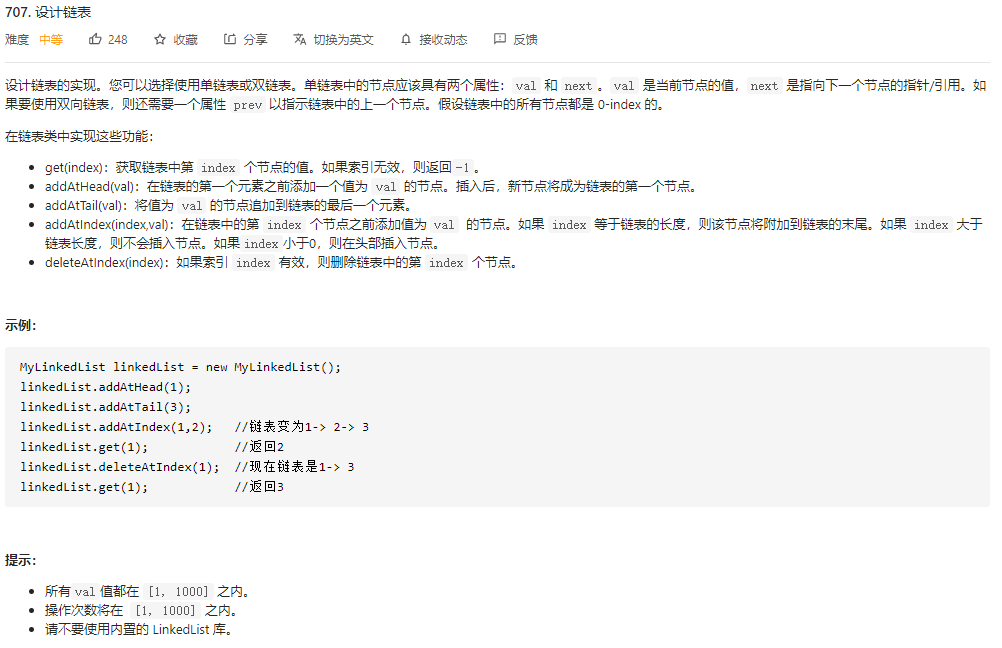 707. 设计链表
难度 中等 248 收藏 分享 切换为英文 接收动态 反馈
设计链表的实现。您可以选择使用单链表或双链表。单链表中的节点应该具有两个属性：val 和 next 。val 是当前节点的值，next 是指向下一个节点的指针/引用。如
果要使用双向链表，则还需要一个属性 prev 以指示链表中的上一个节点。假设链表中的所有节点都是 0-index 的。
在链表类中实现这些功能：
get(index)：获取链表中第 index 个节点的值。如果索引无效，则返回 -1 。
addAtHead(val)：在链表的第一个元素之前添加一个值为 val 的节点。插入后，新节点将成为链表的第一个节点。
addAtTail(val)：将值为 val 的节点追加到链表的最后一个元素。
addAtIndex(index,val)：在链表中的第 index 个节点之前添加值为 val 的节点。如果 index 等于链表的长度，则该节点将附加到链表的末尾。如果 index 大于
链表长度，则不会插入节点。如果 index 小于0，则在头部插入节点。
deleteAtIndex(index)：如果索引 index 有效，则删除链表中的第 index 个节点。
示例：
MyLinkedList linkedList = new MyLinkedList();
linkedList.addAtHead(1);
linkedList.addAtTail(3);
linkedList.addAtIndex(1,2); //链表变为1-> 2-> 3
linkedList.get(1); //返回2
linkedList.deleteAtIndex(1); //现在链表是1-> 3
linkedList.get(1); //返回3
提示：
所有 val 值都在 [1, 1000] 之内。
操作次数将在 [1, 1000] 之内。
请不要使用内置的 LinkedList 库。